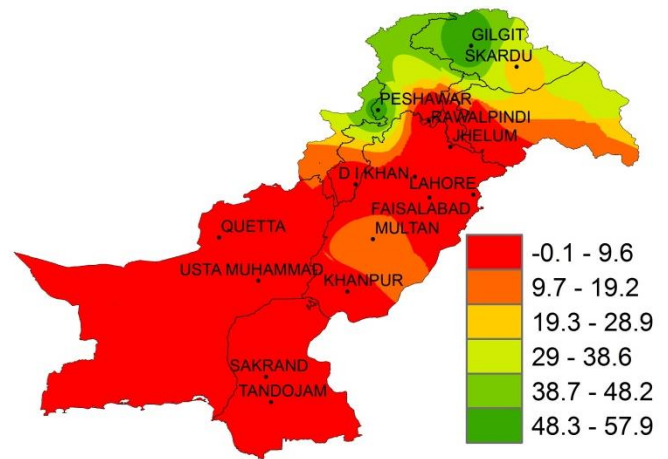 GILGIT
SKARDU
PESHAWAR
RAWALPINDI
JHELUM
D I KHAN
LAHORE
FAISALABAD
MULTAN
QUETTA
USTA MUHAMMAD
KHANPUR
SAKRAND
TANDOJAM
-0.1 - 9.6
9.7 - 19.2
19.3 - 28.9
29 - 38.6
38.7 - 48.2
48.3 - 57.9